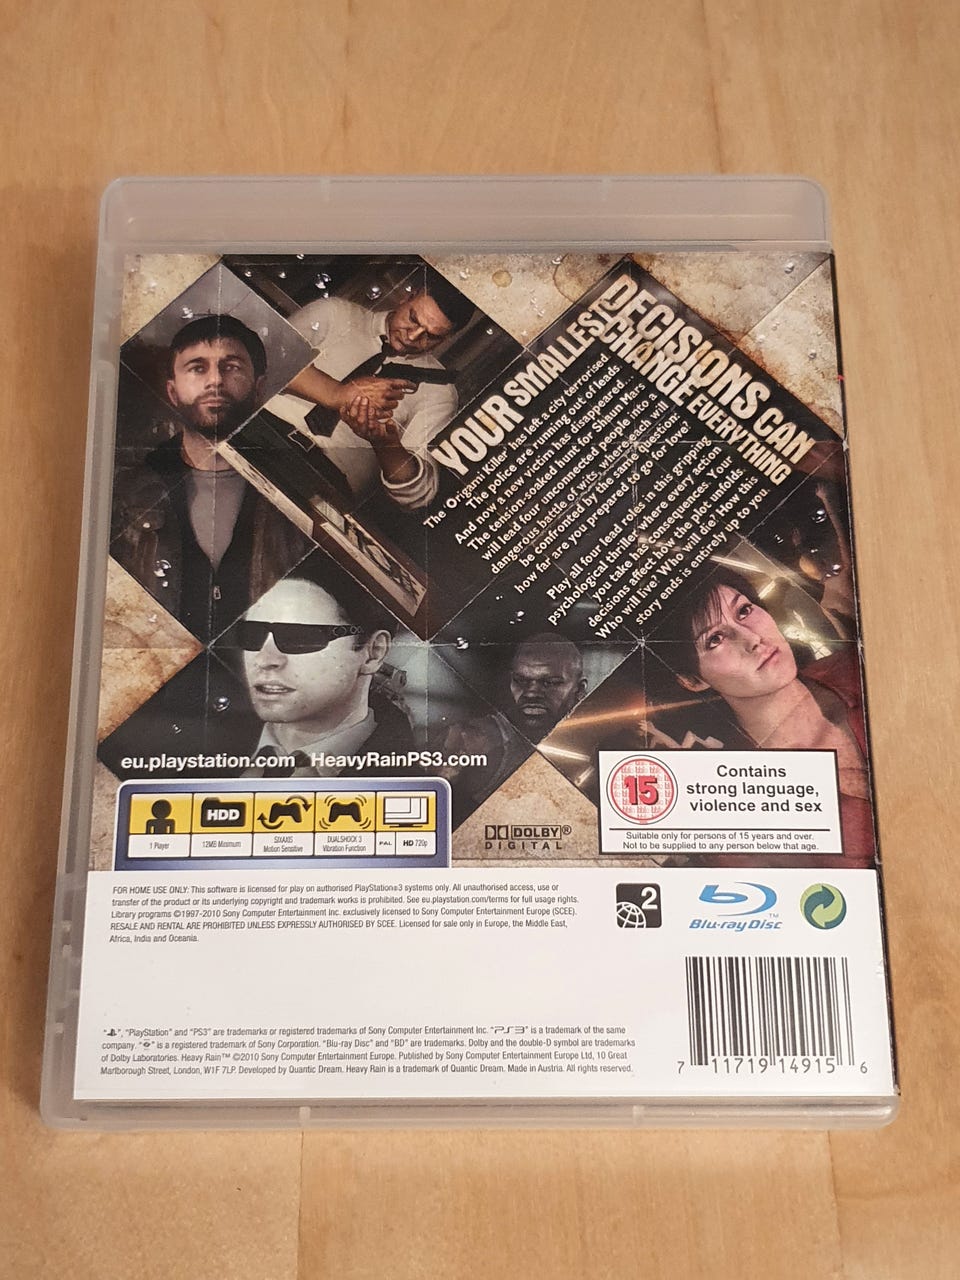 YOUR SMALLEST
DECISIONS CAN
CHANGE EVERYTHING
The Origami Killer has left a city terrorised.
The police are running out of leads.
And now a new victim has disappeared...
The tension-soaked hunt for Shaun Mars
will lead four unconnected people into a
dangerous battle of wits, where each will
be confronted by the same question:
how far are you prepared to go for love?
Play all four lead roles in this gripping
psychological thriller where every action
you take has consequences. Your
decisions affect how the plot unfolds.
Who will live? Who will die? How this
story ends is entirely up to you.
eu.playstation.com HeavyRainPS3.com
HDD
1 Player
12MB Minimum
SIXAXIS
Motion Sensitive
DUALSHOCK 3
Vibration Function
PAL HD 720p
DOLBY®
DIGITAL
15
Contains
strong language,
violence and sex
Suitable only for persons of 15 years and over.
Not to be supplied to any person below that age.
FOR HOME USE ONLY: This software is licensed for play on authorised PlayStation®3 systems only. All unauthorised access, use or
transfer of the product or its underlying copyright and trademark works is prohibited. See eu.playstation.com/terms for full usage rights.
Library programs ©1997-2010 Sony Computer Entertainment Inc. exclusively licensed to Sony Computer Entertainment Europe (SCEE).
RESALE AND RENTAL ARE PROHIBITED UNLESS EXPRESSLY AUTHORISED BY SCEE. Licensed for sale only in Europe, the Middle East,
Africa, India and Oceania.
2
Blu-ray Disc™
"", "PlayStation" and "PS3" are trademarks or registered trademarks of Sony Computer Entertainment Inc. "PS3" is a trademark of the same
company. "" is a registered trademark of Sony Corporation. "Blu-ray Disc" and "BD" are trademarks. Dolby and the double-D symbol are trademarks
of Dolby Laboratories. Heavy Rain™ ©2010 Sony Computer Entertainment Europe. Published by Sony Computer Entertainment Europe Ltd, 10 Great
Marlborough Street, London, W1F 7LP. Developed by Quantic Dream. Heavy Rain is a trademark of Quantic Dream. Made in Austria. All rights reserved.
7 11719 14915 6